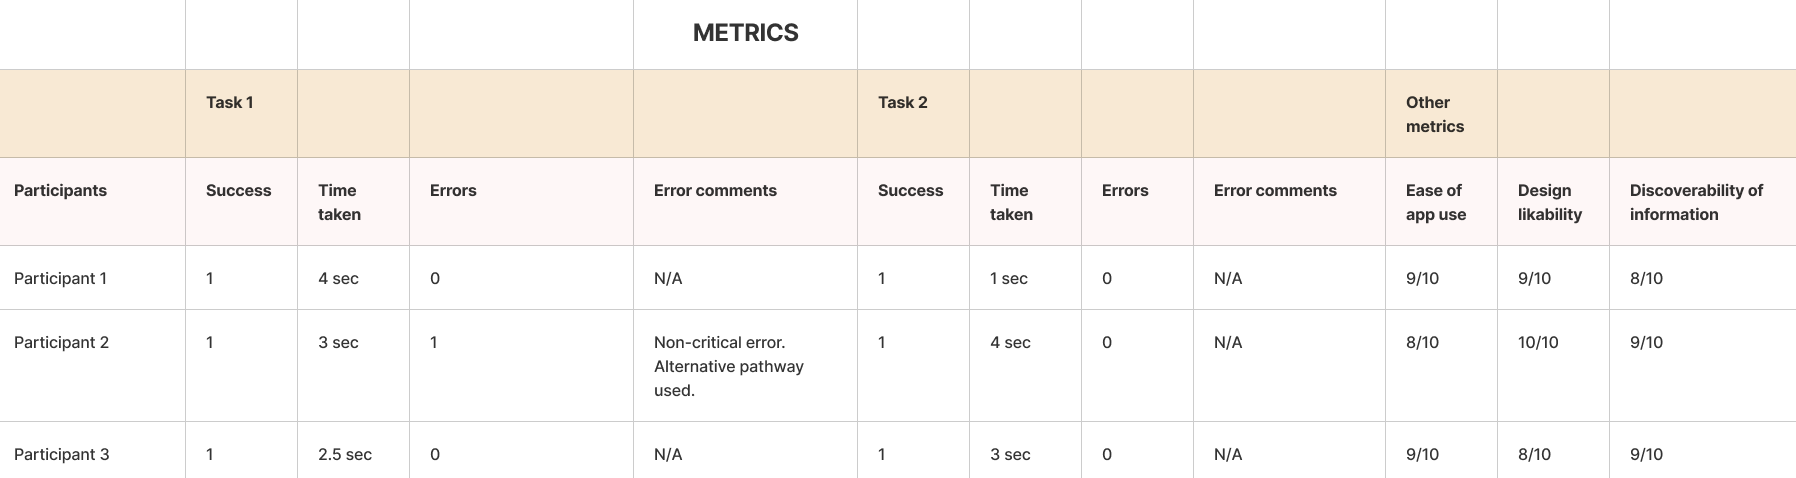 METRICS
Task 1 Task 2 Other metrics
Participants Success Time taken Errors Error comments Success Time taken Errors Error comments Ease of app use Design likability Discoverability of information
Participant 1 1 4 sec 0 N/A 1 1 sec 0 N/A 9/10 9/10 8/10
Participant 2 1 3 sec 1 Non-critical error. Alternative pathway used. 1 4 sec 0 N/A 8/10 10/10 9/10
Participant 3 1 2.5 sec 0 N/A 1 3 sec 0 N/A 9/10 8/10 9/10